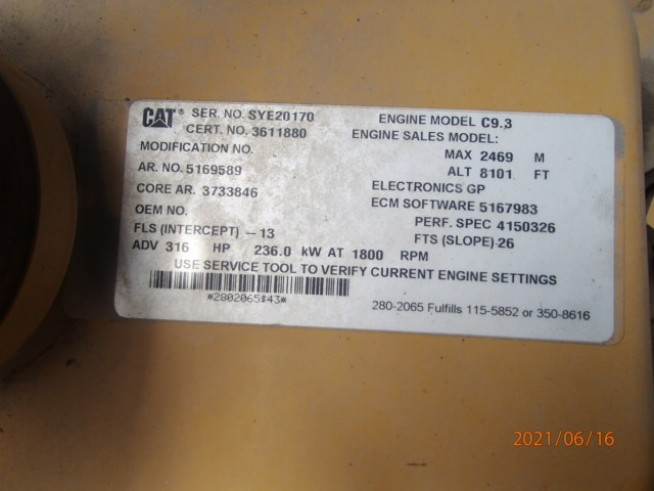 CAT® SER. NO. SYE20170 ENGINE MODEL C9.3
CERT. NO. 3611880 ENGINE SALES MODEL:
MODIFICATION NO. MAX 2469 M
AR. NO. 5169589 ALT 8101 FT
CORE AR. 3733846 ELECTRONICS GP
OEM NO. ECM SOFTWARE 5167983
PERF. SPEC 4150326
FLS (INTERCEPT) -13 FTS (SLOPE) 26
ADV 316 HP 236.0 kW AT 1800 RPM
USE SERVICE TOOL TO VERIFY CURRENT ENGINE SETTINGS
*2802065#43*
280-2065 Fulfills 115-5852 or 350-8616
2021/06/16